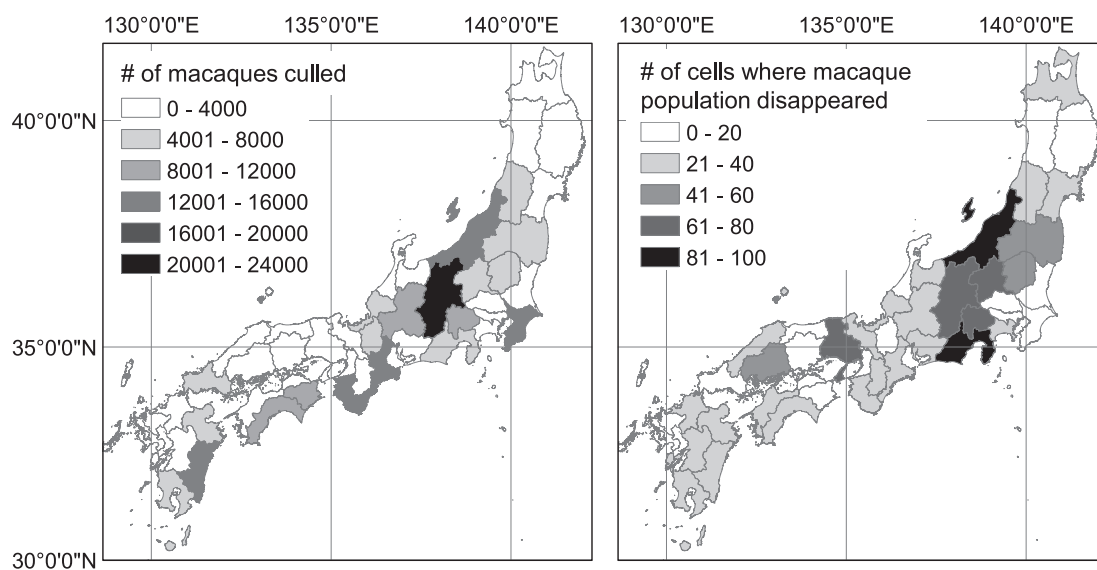 130°0'0"E 135°0'0"E 140°0'0"E
130°0'0"E 135°0'0"E 140°0'0"E
# of macaques culled
0 - 4000
4001 - 8000
8001 - 12000
12001 - 16000
16001 - 20000
20001 - 24000
# of cells where macaque
population disappeared
0 - 20
21 - 40
41 - 60
61 - 80
81 - 100
40°0'0"N
35°0'0"N
30°0'0"N